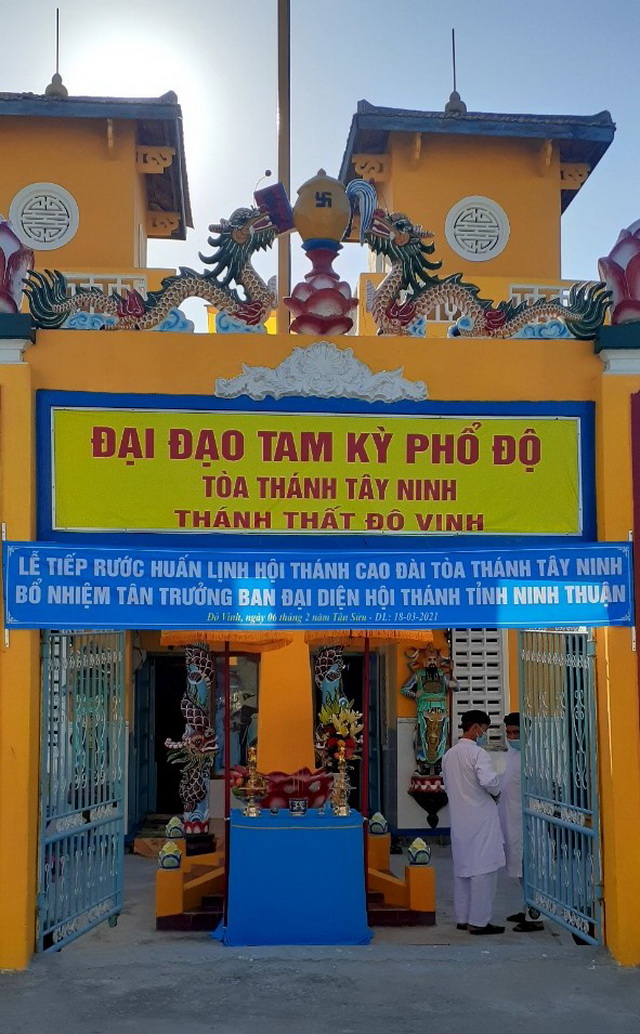 ĐẠI ĐẠO TAM KỲ PHỔ ĐỘ
TÒA THÁNH TÂY NINH
THÁNH THẤT ĐÔ VINH
LỄ TIẾP RƯỚC HUẤN LỊNH HỘI THÁNH CAO ĐÀI TÒA THÁNH TÂY NINH
BỔ NHIỆM TÂN TRƯỞNG BAN ĐẠI DIỆN HỘI THÁNH TỈNH NINH THUẬN
Đô Vinh, ngày 06 tháng 2 năm Tân Sửu - DL: 18-03-2021